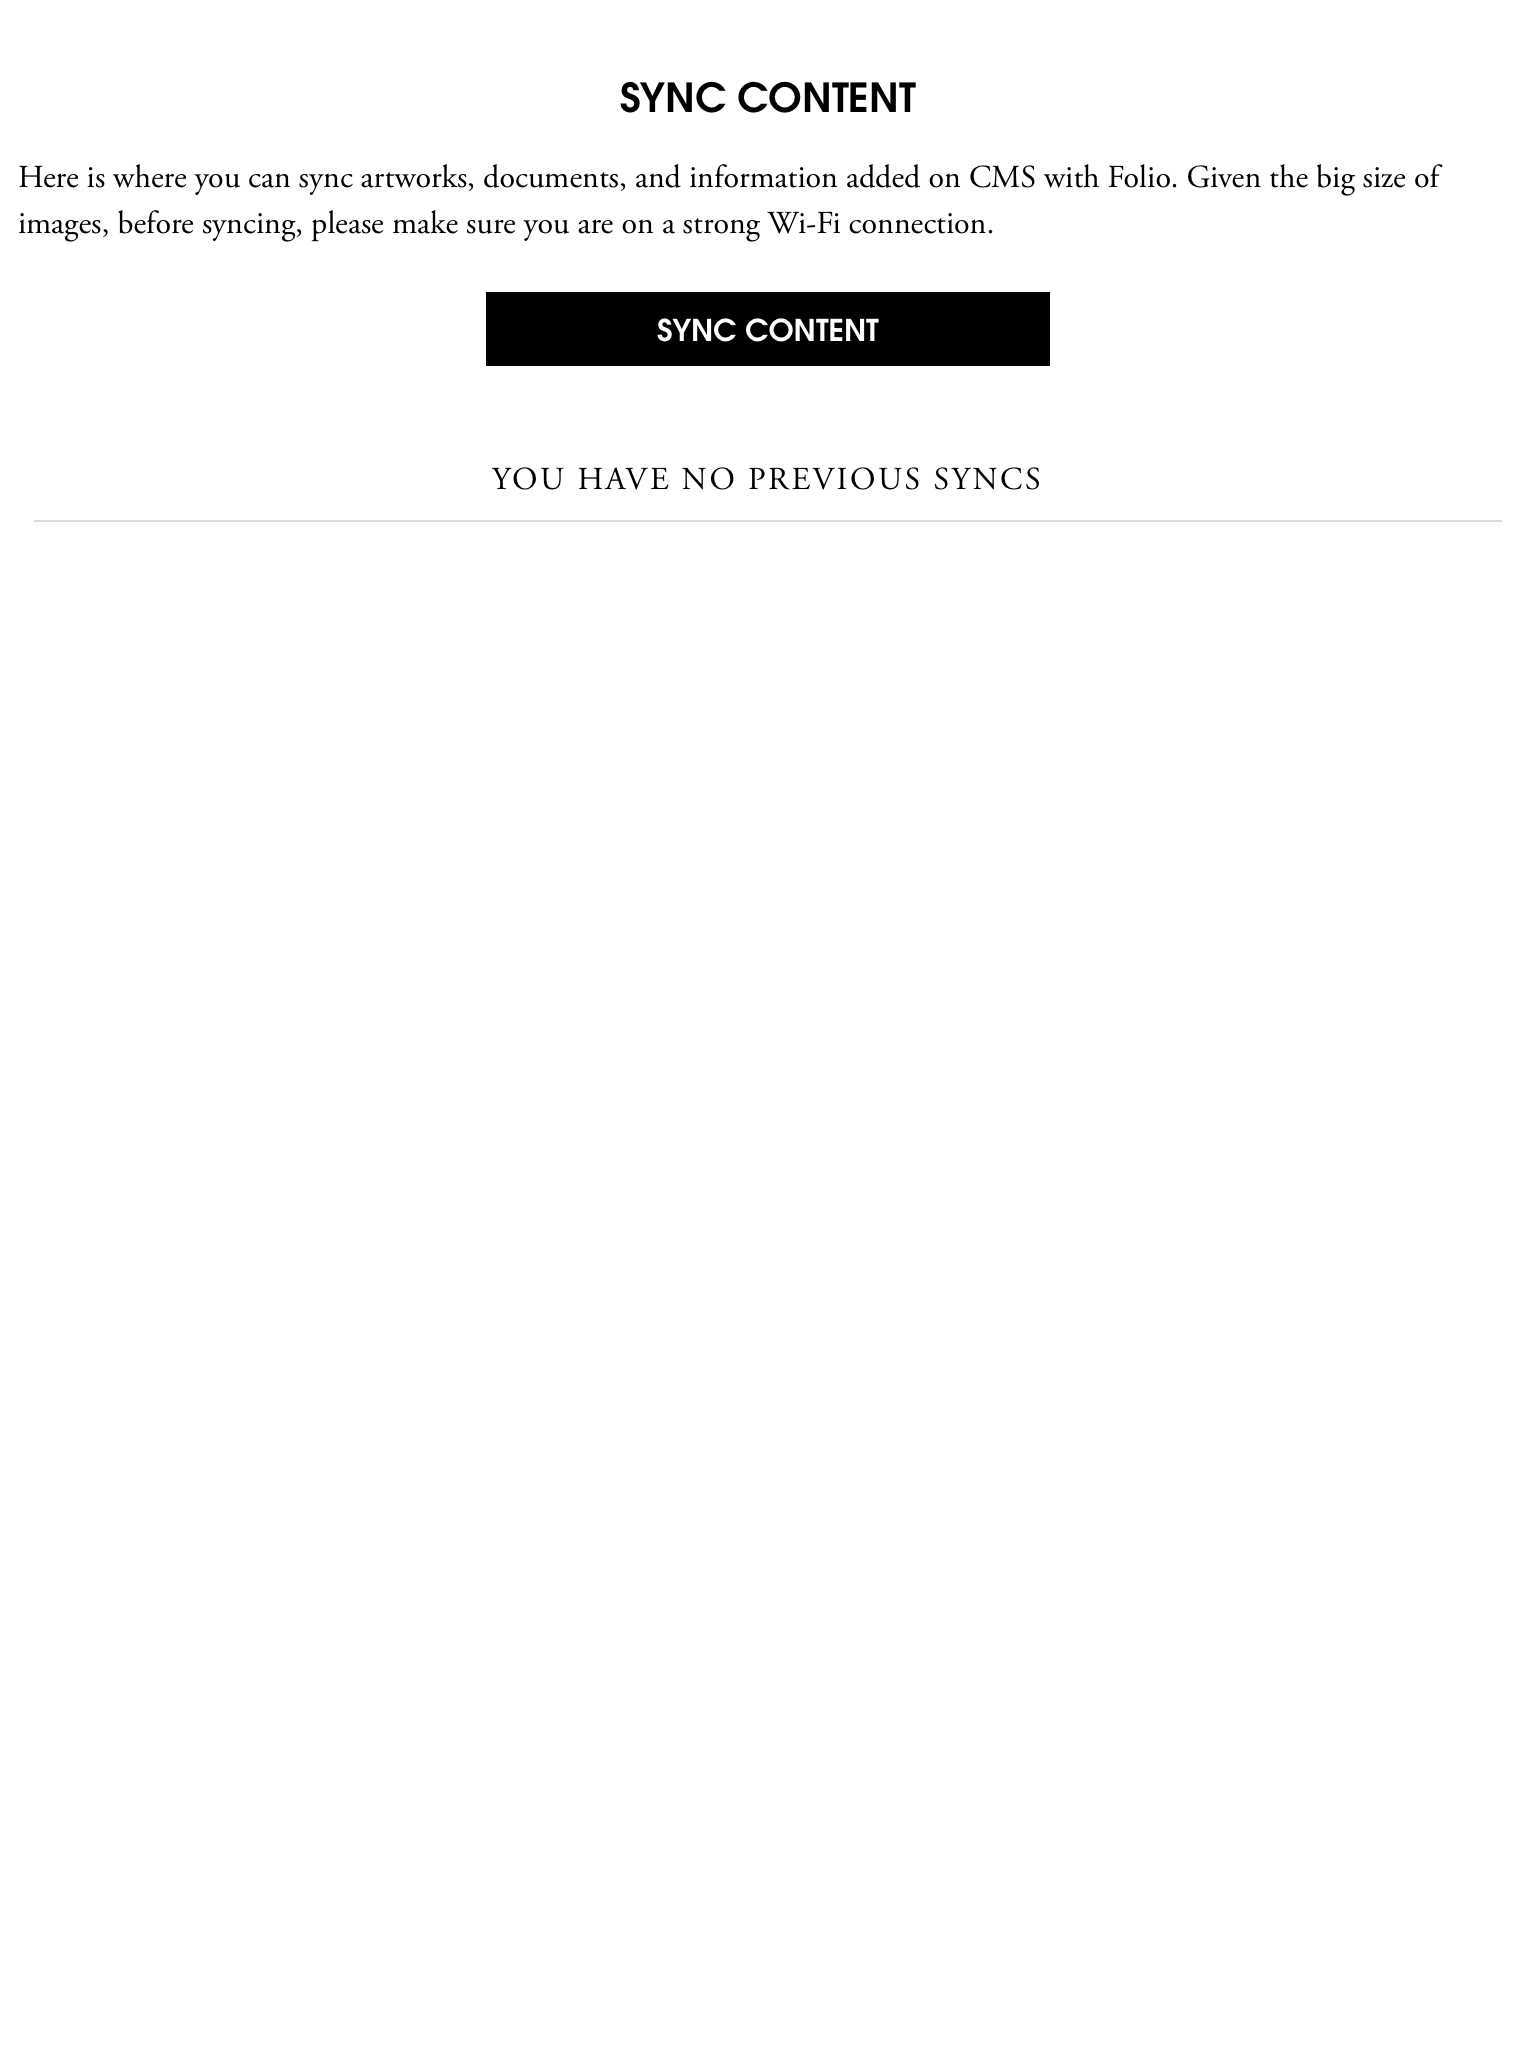 SYNC CONTENT
Here is where you can sync artworks, documents, and information added on CMS with Folio. Given the big size of
images, before syncing, please make sure you are on a strong Wi-Fi connection.
SYNC CONTENT
YOU HAVE NO PREVIOUS SYNCS